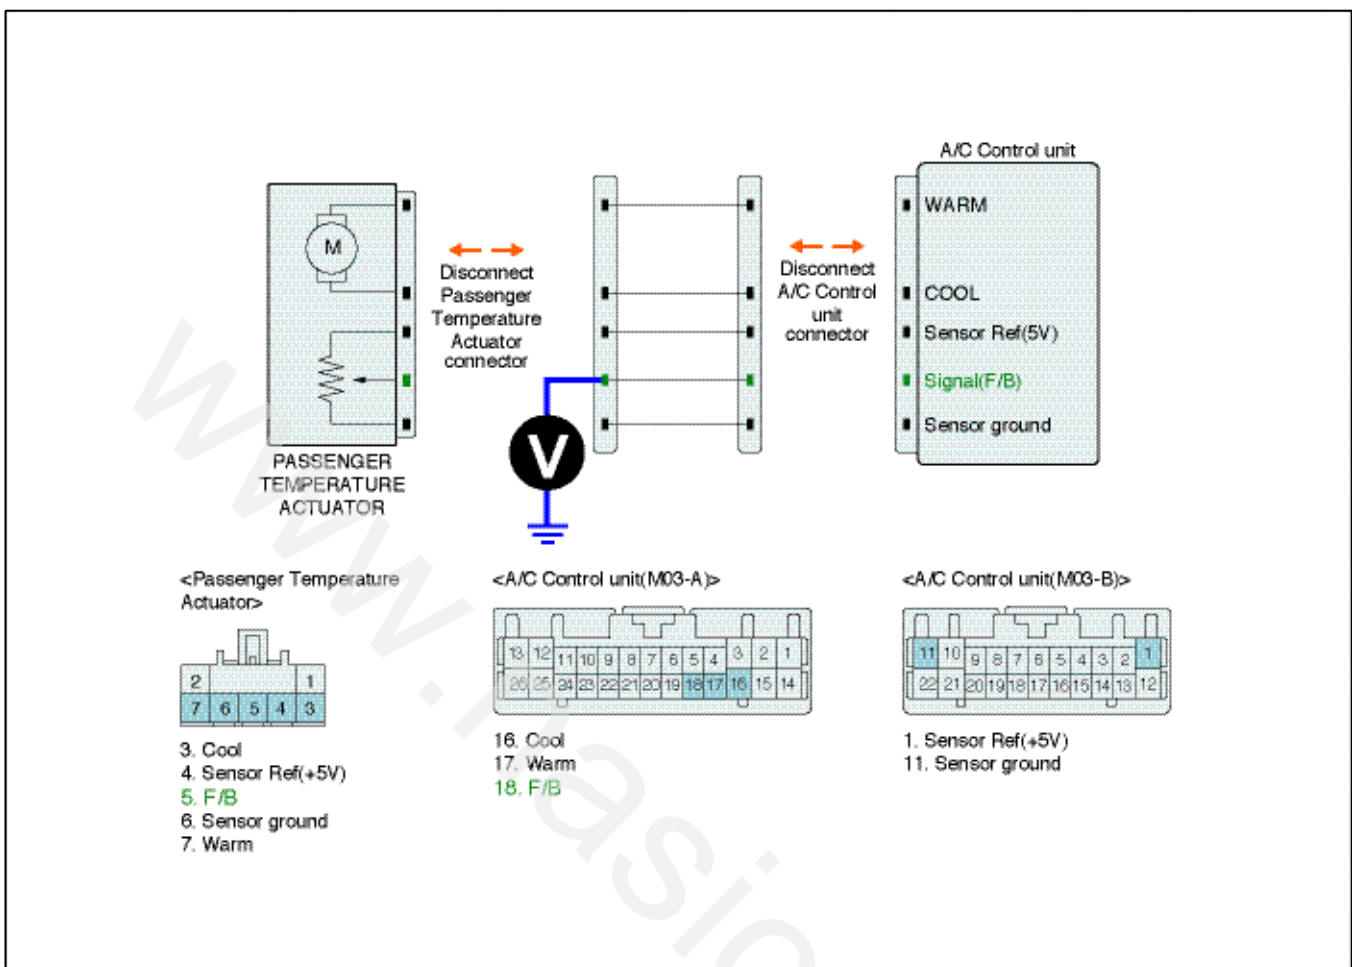 A/C Control unit
WARM
COOL
Sensor Ref(5V)
Signal(F/B)
Sensor ground
M
Disconnect
Passenger
Temperature
Actuator
connector
Disconnect
A/C Control
unit
connector
V
PASSENGER
TEMPERATURE
ACTUATOR
<Passenger Temperature
Actuator>
2 1
7 6 5 4 3
3. Cool
4. Sensor Ref(+5V)
5. F/B
6. Sensor ground
7. Warm
<A/C Control unit(M03-A)>
13 12 11 10 9 8 7 6 5 4 3 2 1
26 25 24 23 22 21 20 19 18 17 16 15 14
16. Cool
17. Warm
18. F/B
<A/C Control unit(M03-B)>
11 10 9 8 7 6 5 4 3 2 1
22 21 20 19 18 17 16 15 14 13 12
1. Sensor Ref(+5V)
11. Sensor ground